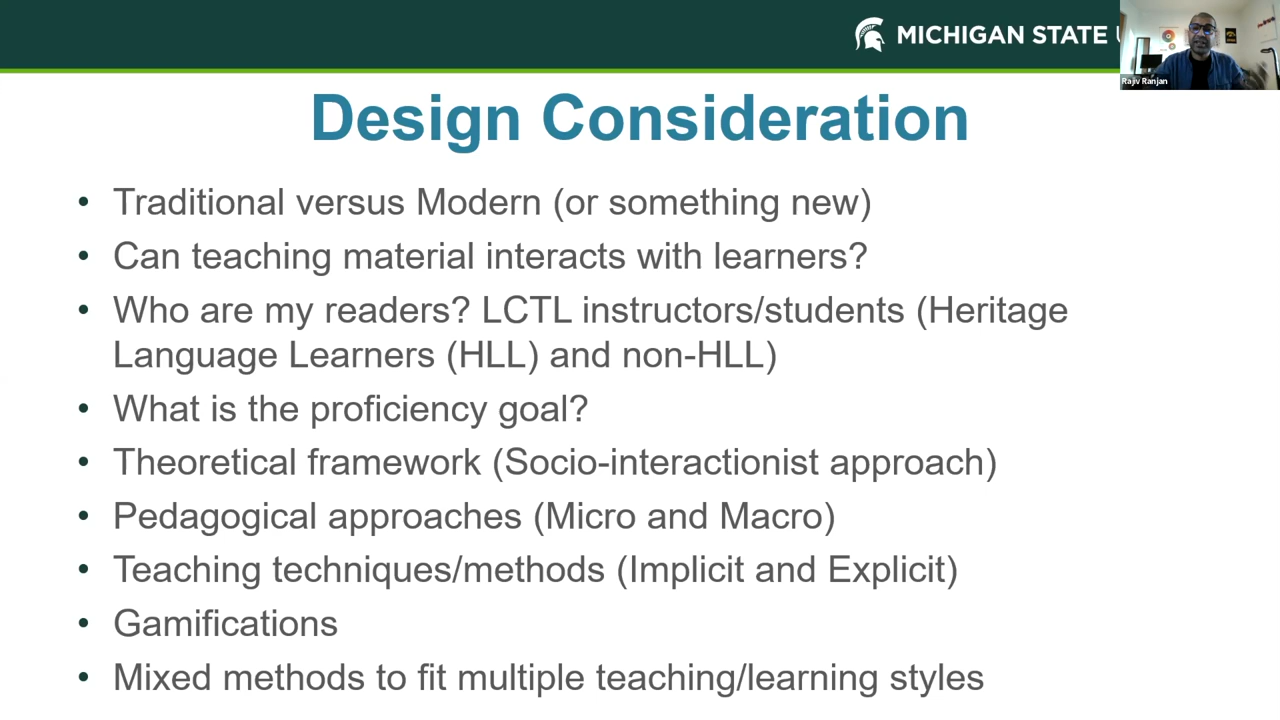 MICHIGAN STATE U
Rajiv Ranjan
Design Consideration
• Traditional versus Modern (or something new)
• Can teaching material interacts with learners?
• Who are my readers? LCTL instructors/students (Heritage
Language Learners (HLL) and non-HLL)
• What is the proficiency goal?
• Theoretical framework (Socio-interactionist approach)
• Pedagogical approaches (Micro and Macro)
• Teaching techniques/methods (Implicit and Explicit)
• Gamifications
• Mixed methods to fit multiple teaching/learning styles